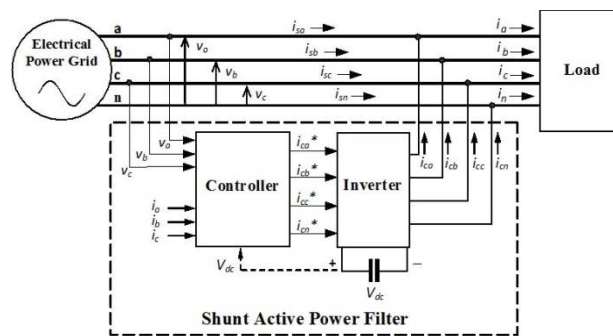 a i_sa i_a
Electrical Power Grid
b i_sb i_b
v_a
c i_sc i_c
v_b
n i_sn i_n
v_c
Load
v_a
v_b
v_c
i_ca* i_ca i_cb i_cc i_cn
i_cb*
Controller
Inverter
i_a
i_cc*
i_b
i_c
i_cn*
V_dc
+ −
V_dc
Shunt Active Power Filter